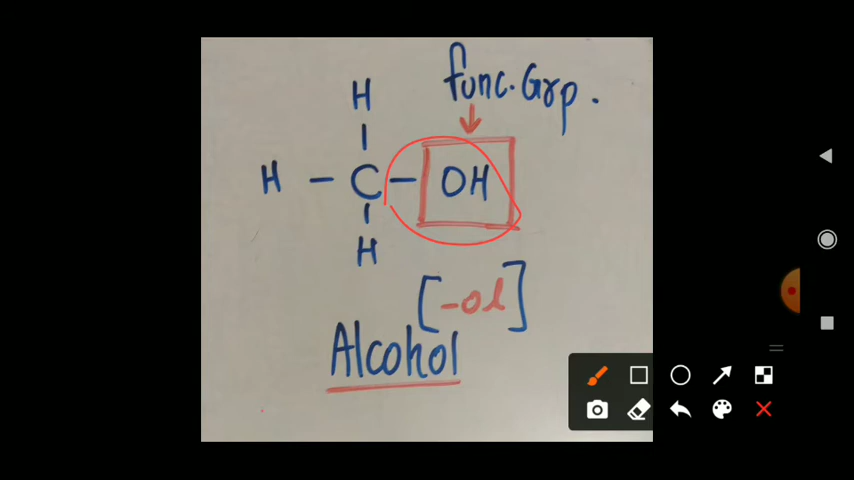 func. Grp.
H
H - C - OH
H
[-ol]
Alcohol